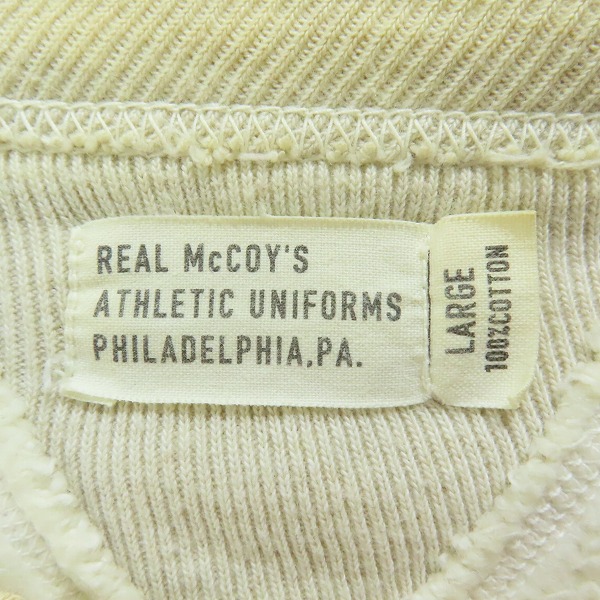 REAL McCOY'S
ATHLETIC UNIFORMS
PHILADELPHIA,PA.
LARGE
100%COTTON